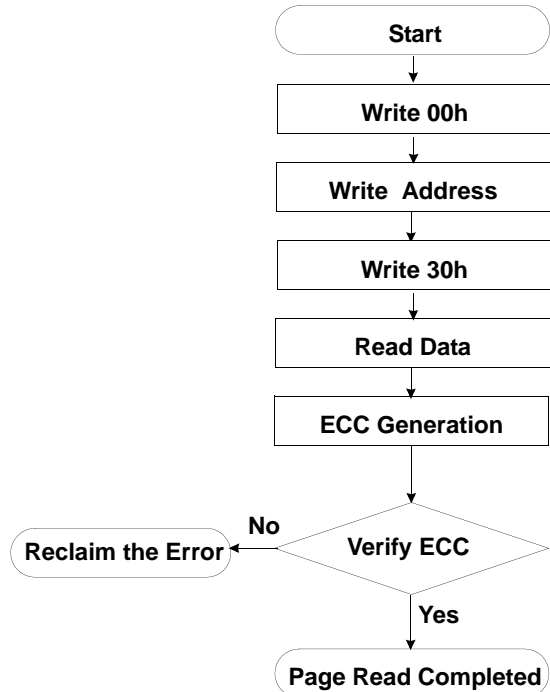 Start
Write 00h
Write Address
Write 30h
Read Data
ECC Generation
No
Reclaim the Error
Verify ECC
Yes
Page Read Completed